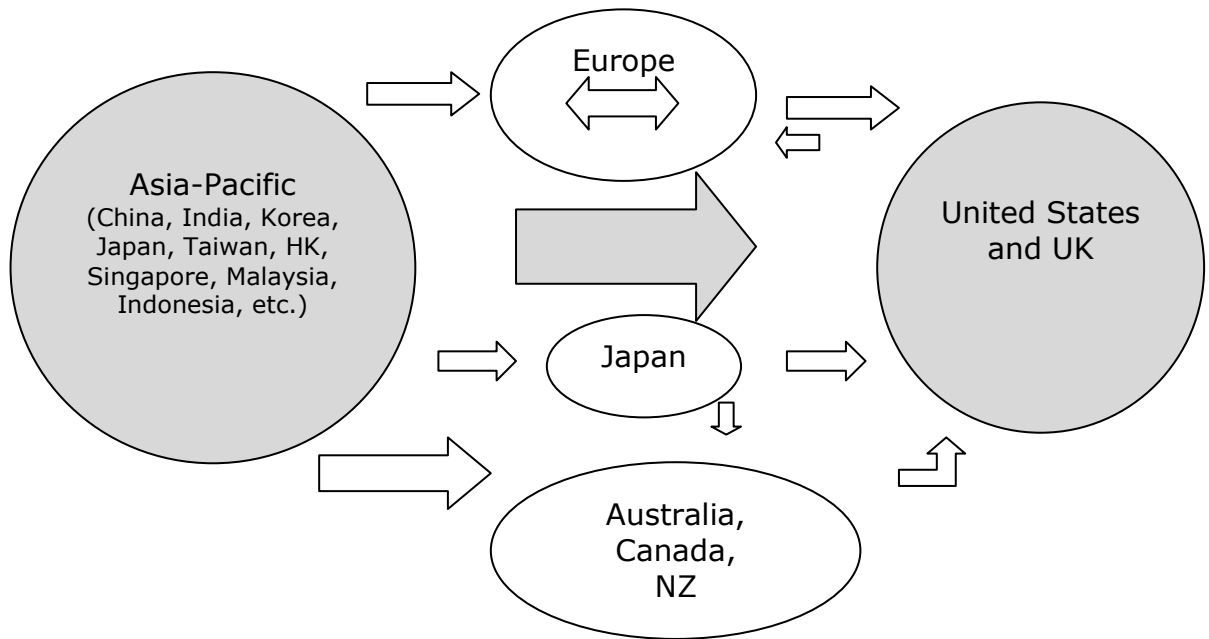 Europe
Asia-Pacific
(China, India, Korea,
Japan, Taiwan, HK,
Singapore, Malaysia,
Indonesia, etc.)
United States
and UK
Japan
Australia,
Canada,
NZ